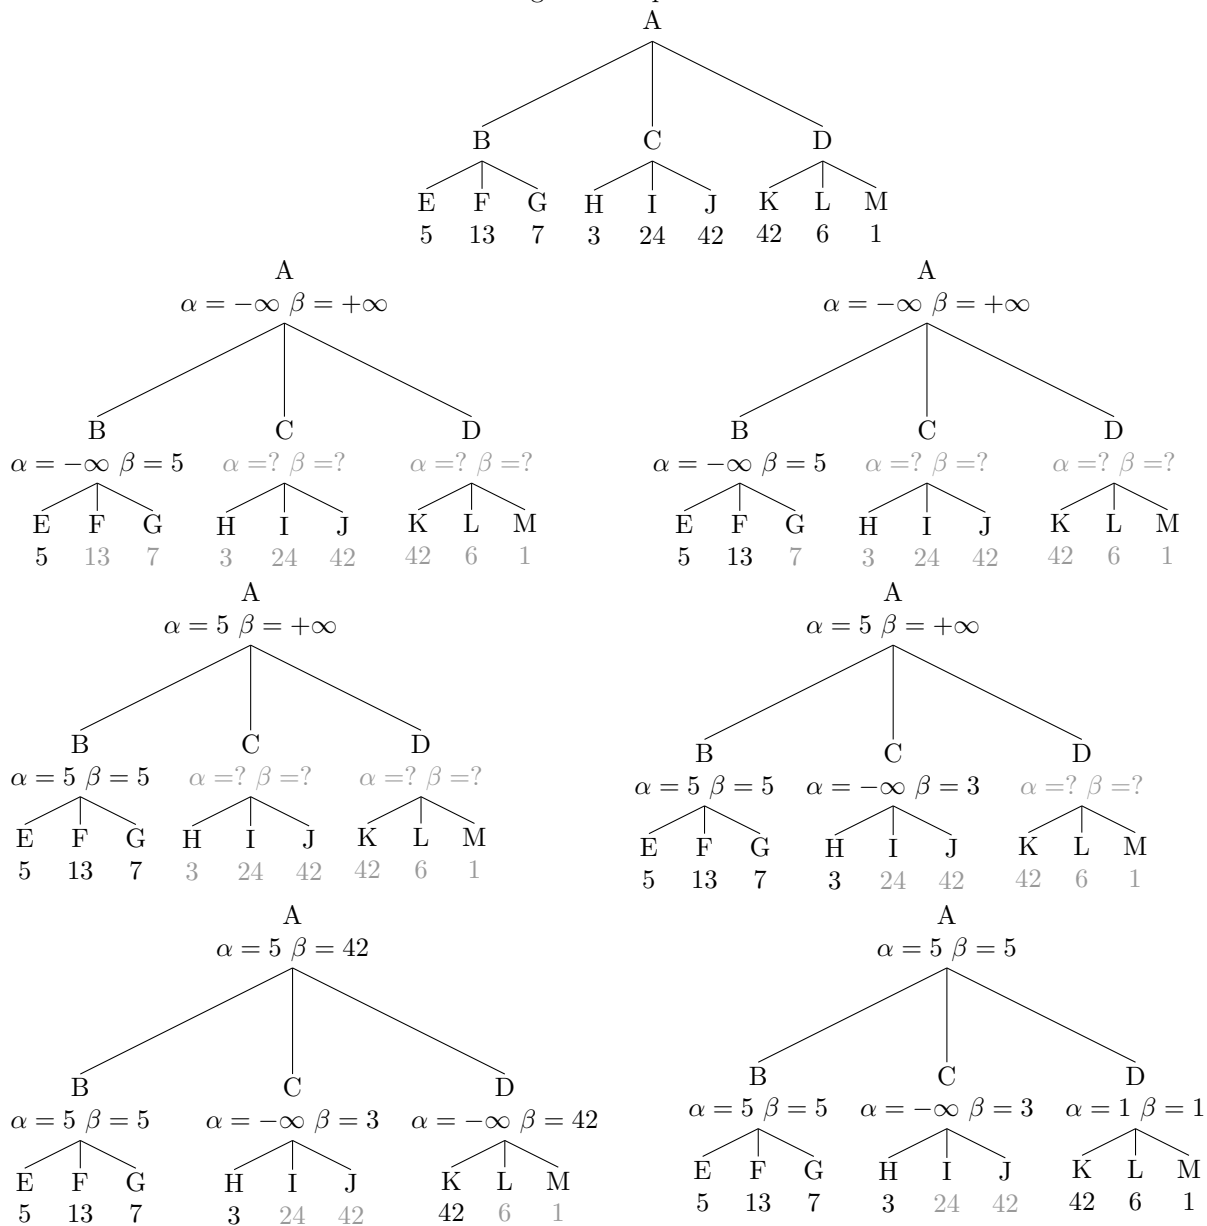 A
B C D
E F G H I J K L M
5 13 7 3 24 42 42 6 1
A
α = −∞ β = +∞
B C D
α = −∞ β = 5 α =? β =? α =? β =?
E F G H I J K L M
5 13 7 3 24 42 42 6 1
A
α = −∞ β = +∞
B C D
α = −∞ β = 5 α =? β =? α =? β =?
E F G H I J K L M
5 13 7 3 24 42 42 6 1
A
α = 5 β = +∞
B C D
α = 5 β = 5 α =? β =? α =? β =?
E F G H I J K L M
5 13 7 3 24 42 42 6 1
A
α = 5 β = +∞
B C D
α = 5 β = 5 α = −∞ β = 3 α =? β =?
E F G H I J K L M
5 13 7 3 24 42 42 6 1
A
α = 5 β = 42
B C D
α = 5 β = 5 α = −∞ β = 3 α = −∞ β = 42
E F G H I J K L M
5 13 7 3 24 42 42 6 1
A
α = 5 β = 5
B C D
α = 5 β = 5 α = −∞ β = 3 α = 1 β = 1
E F G H I J K L M
5 13 7 3 24 42 42 6 1